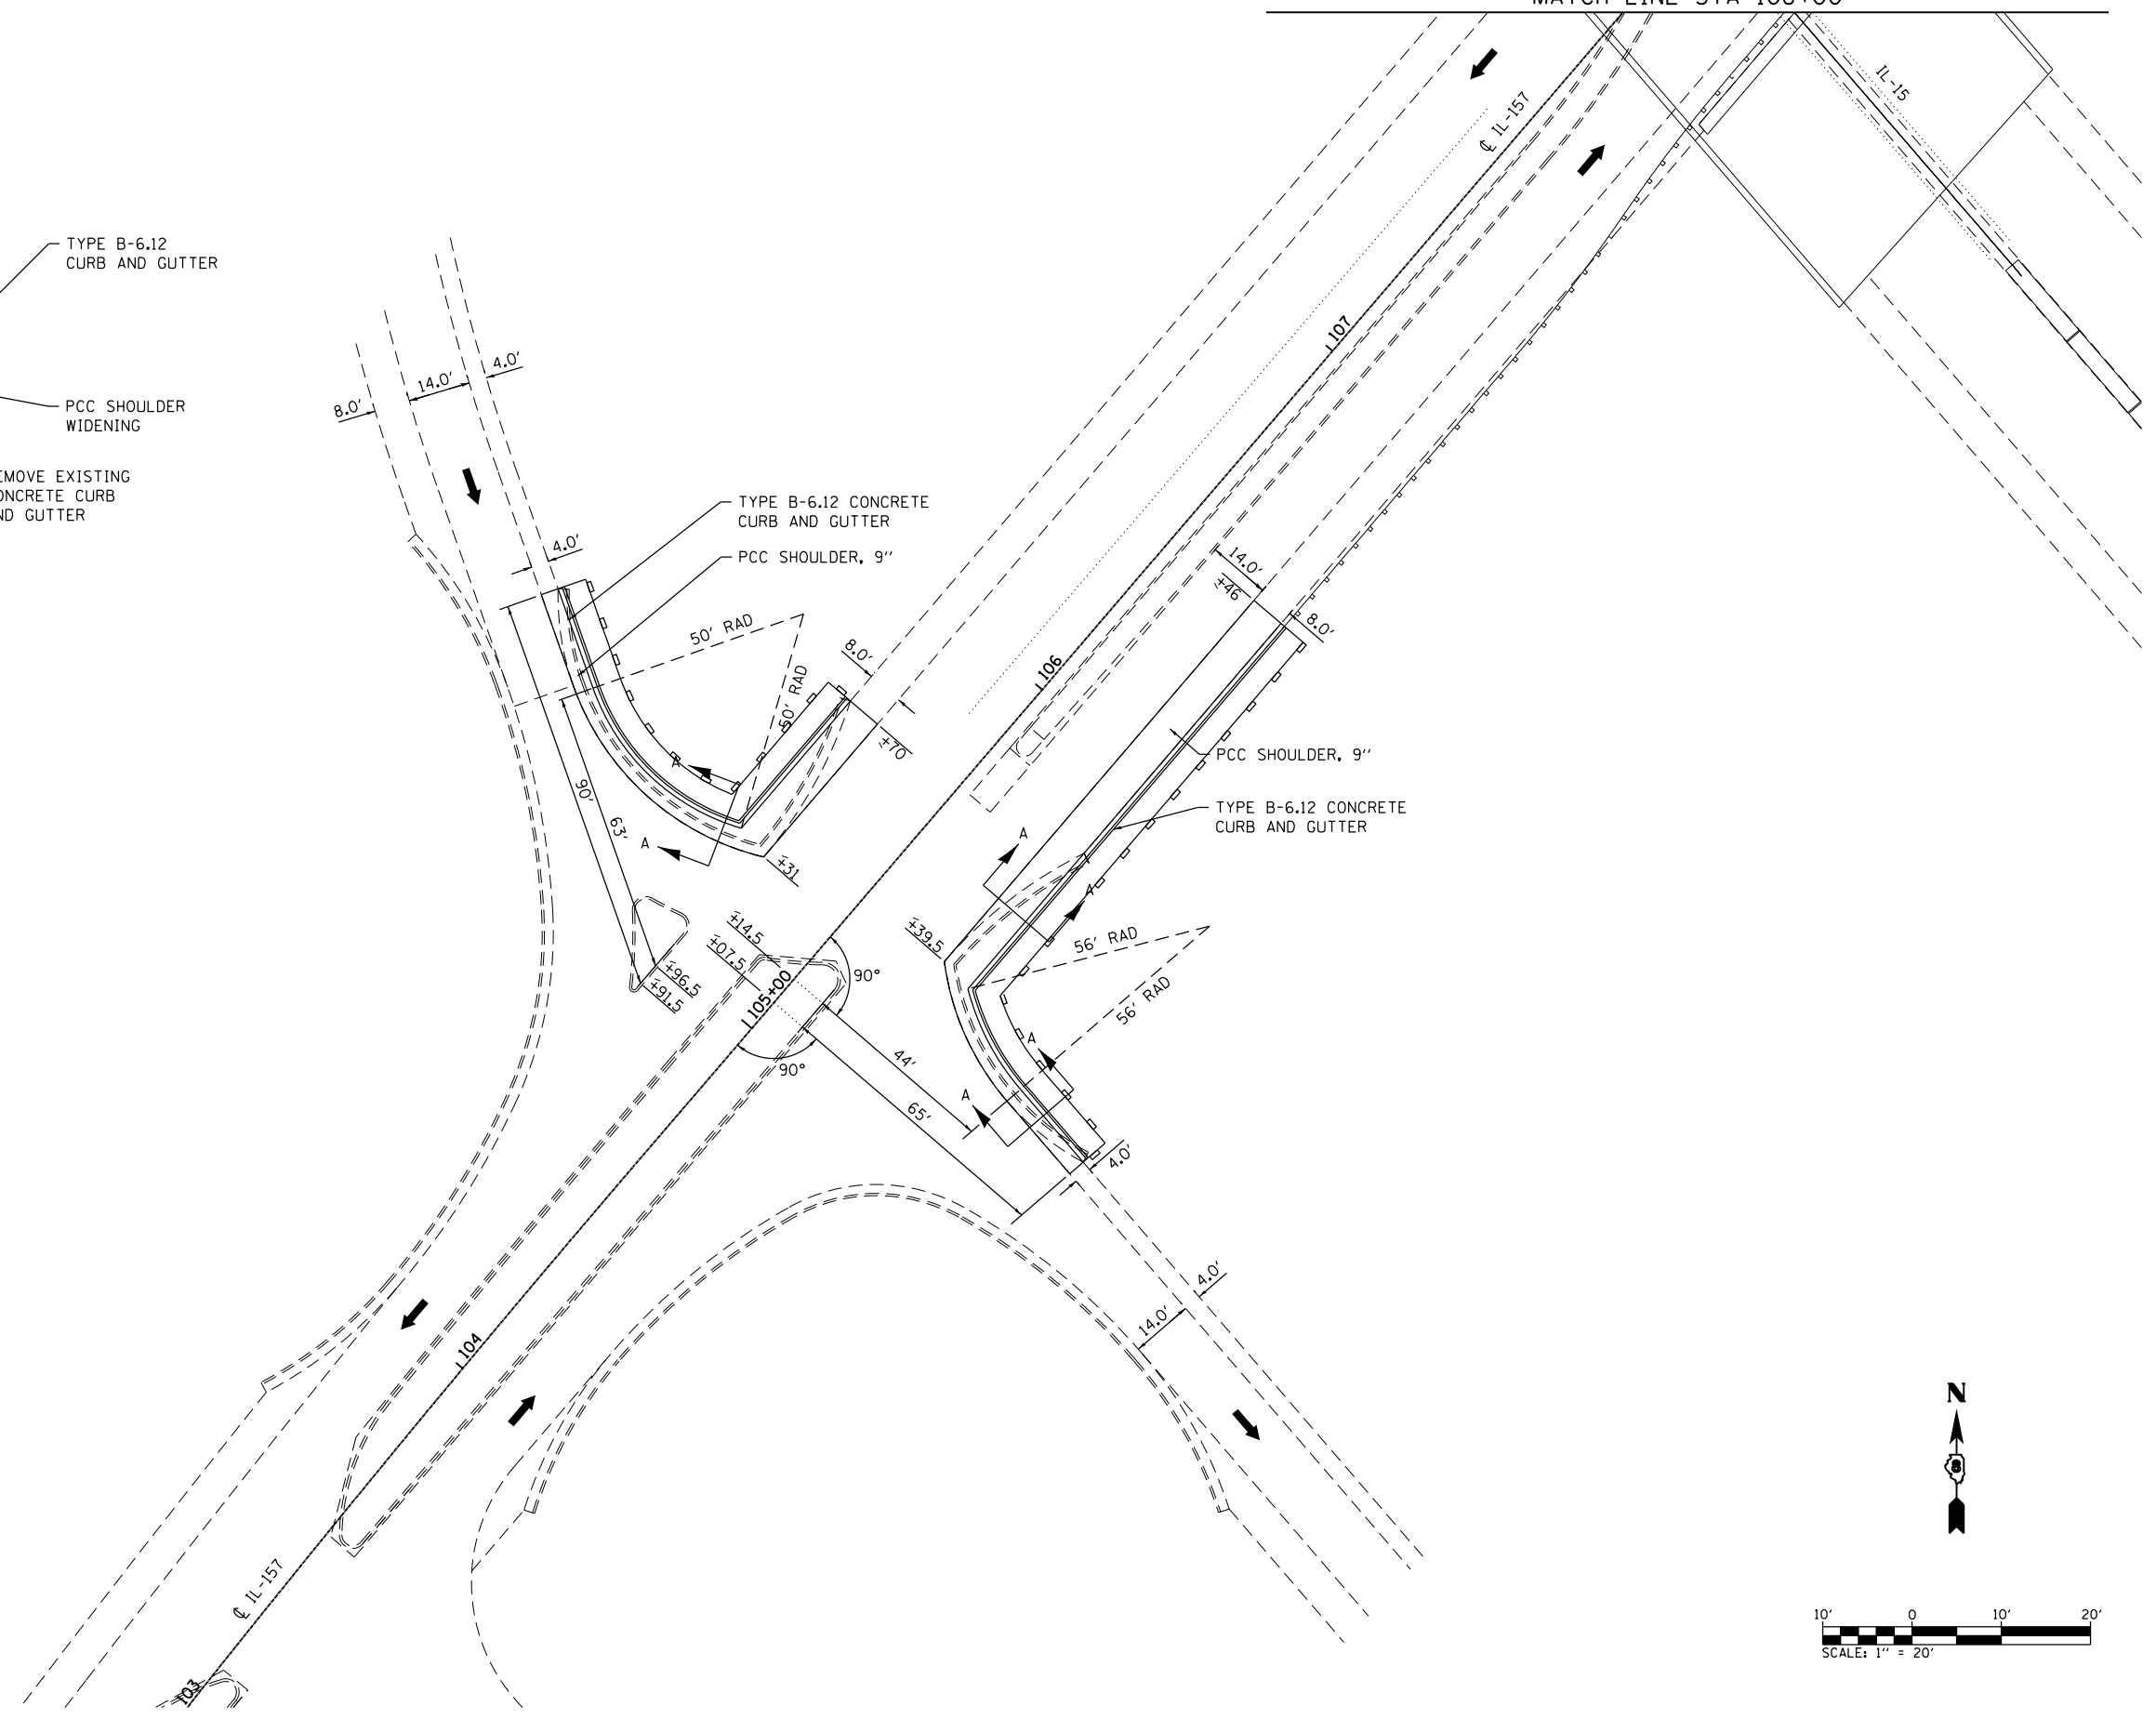 MATCH LINE STA 108+00
IL-15
℄ IL-157
TYPE B-6.12
CURB AND GUTTER
107
4.0'
14.0'
8.0'
PCC SHOULDER
WIDENING
EMOVE EXISTING
ONCRETE CURB
ND GUTTER
TYPE B-6.12 CONCRETE
CURB AND GUTTER
PCC SHOULDER, 9''
4.0'
14.0'
+46
8.0'
50' RAD
50' RAD
8.0'
106
+70
PCC SHOULDER, 9''
A
90'
63'
TYPE B-6.12 CONCRETE
CURB AND GUTTER
A
A
+31
A
+14.5
+07.5
+39.5
56' RAD
90°
+96.5
+91.5
105+00
56' RAD
A
44'
90°
A
65'
4.0'
4.0'
14.0'
104
N
8
℄ IL-157
10' 0 10' 20'
SCALE: 1'' = 20'
103